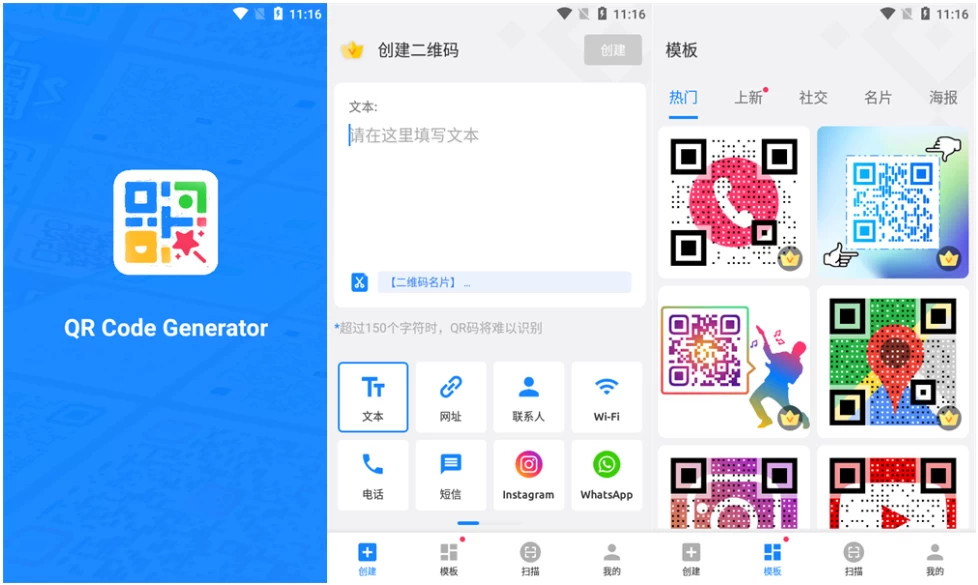 11:16
QR Code Generator
11:16
创建二维码
创建
文本:
请在这里填写文本
【二维码名片】 ...
*超过150个字符时，QR码将难以识别
Tт
文本
网址
联系人
Wi-Fi
电话
短信
Instagram
WhatsApp
创建
模板
扫描
我的
11:16
模板
热门
上新
社交
名片
海报
创建
模板
扫描
我的